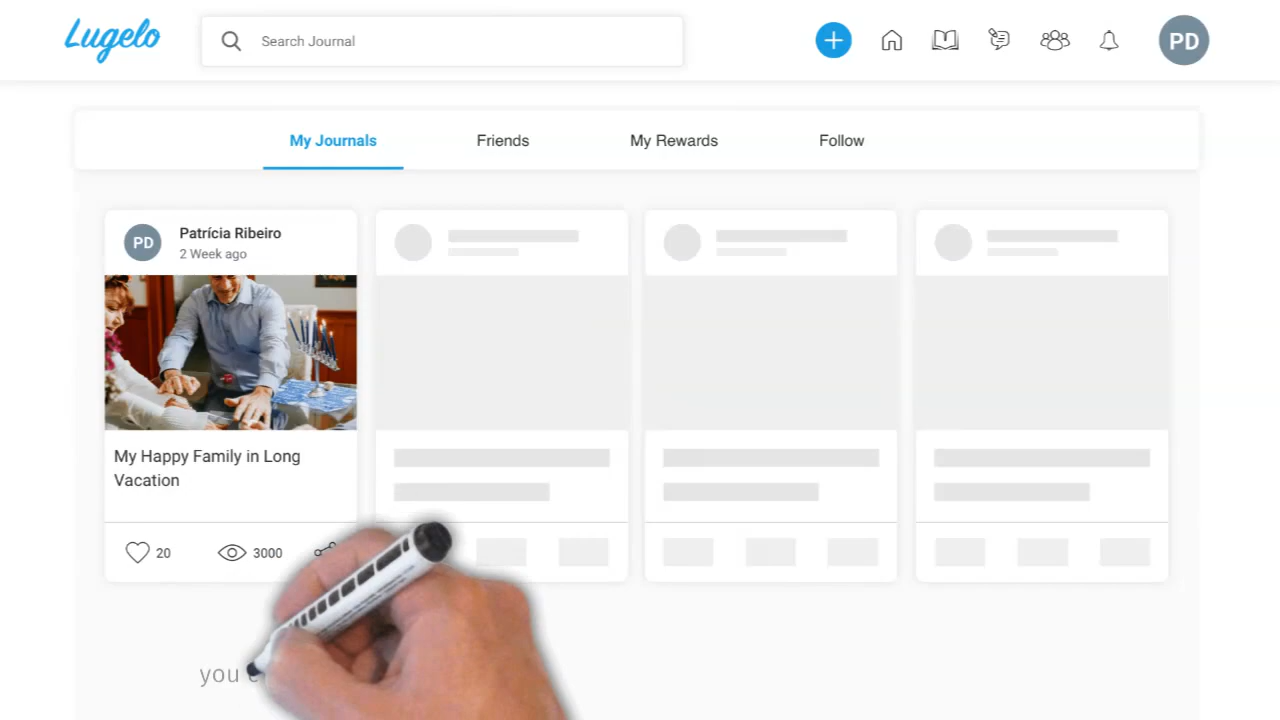 Lugelo
Search Journal
PD
My Journals
Friends
My Rewards
Follow
PD
Patrícia Ribeiro
2 Week ago
My Happy Family in Long
Vacation
20
3000
you